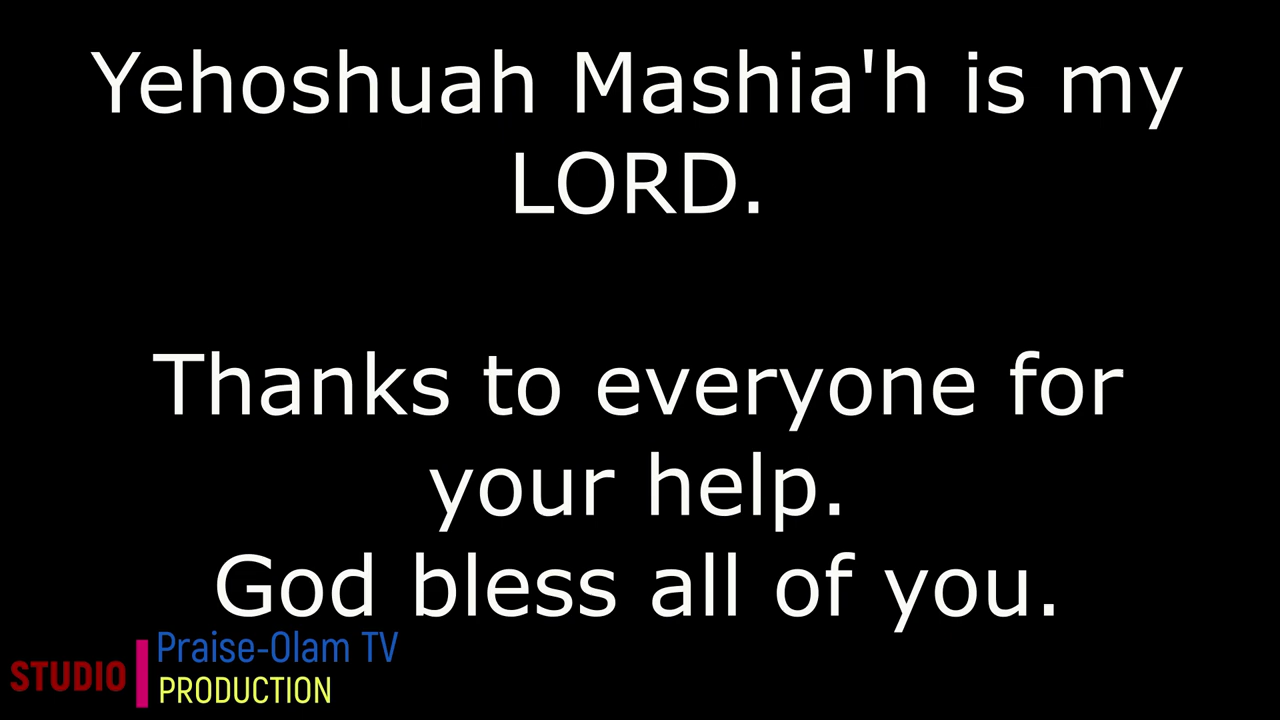 Yehoshuah Mashia'h is my
LORD.
Thanks to everyone for
your help.
God bless all of you.
Praise-Olam TV
STUDIO
PRODUCTION